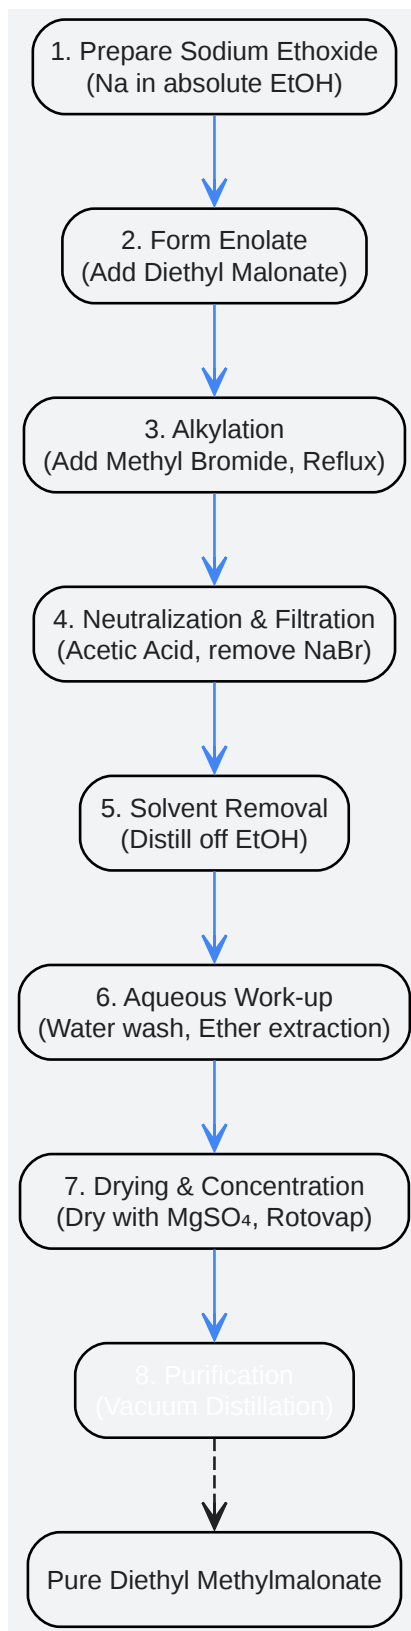 1. Prepare Sodium Ethoxide
(Na in absolute EtOH)
2. Form Enolate
(Add Diethyl Malonate)
3. Alkylation
(Add Methyl Bromide, Reflux)
4. Neutralization & Filtration
(Acetic Acid, remove NaBr)
5. Solvent Removal
(Distill off EtOH)
6. Aqueous Work-up
(Water wash, Ether extraction)
7. Drying & Concentration
(Dry with MgSO₄, Rotovap)
8. Purification
(Vacuum Distillation)
Pure Diethyl Methylmalonate